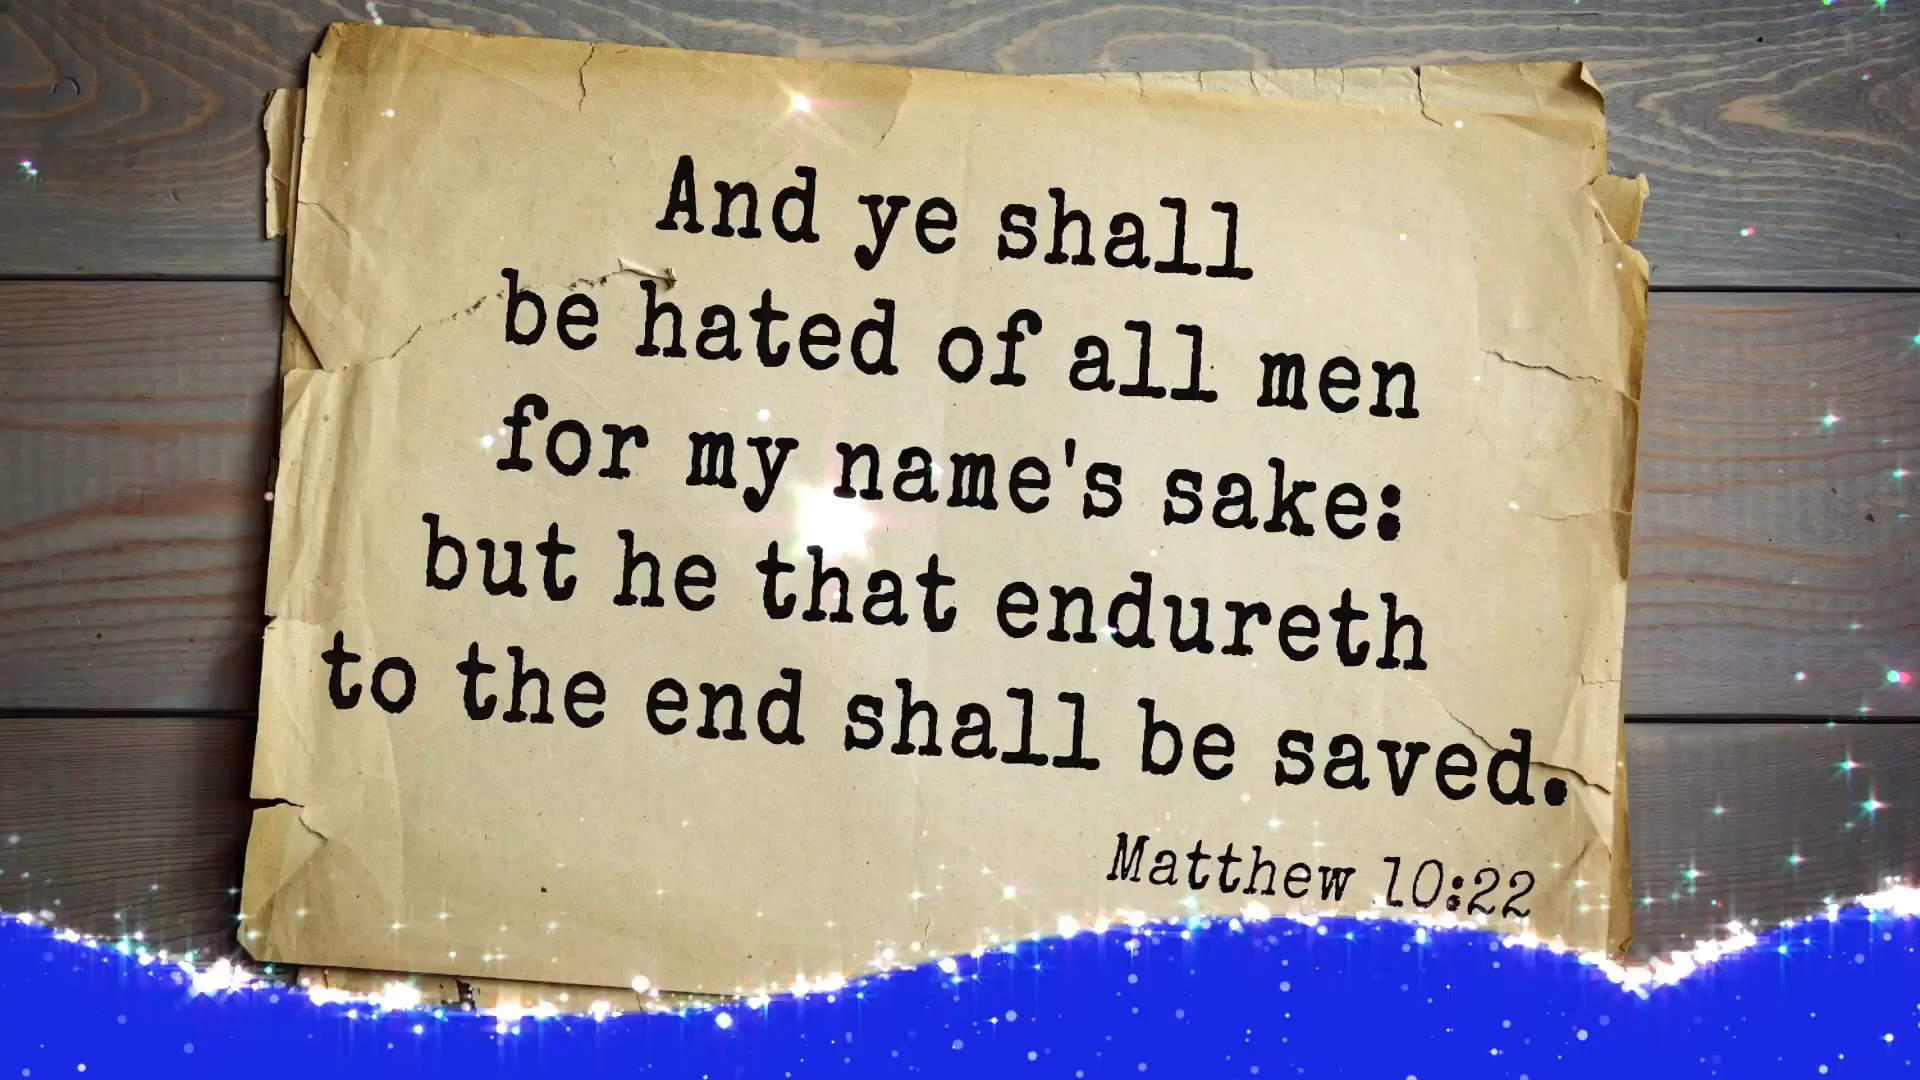 And ye shall
be hated of all men
for my name's sake:
but he that endureth
to the end shall be saved.
Matthew 10:22